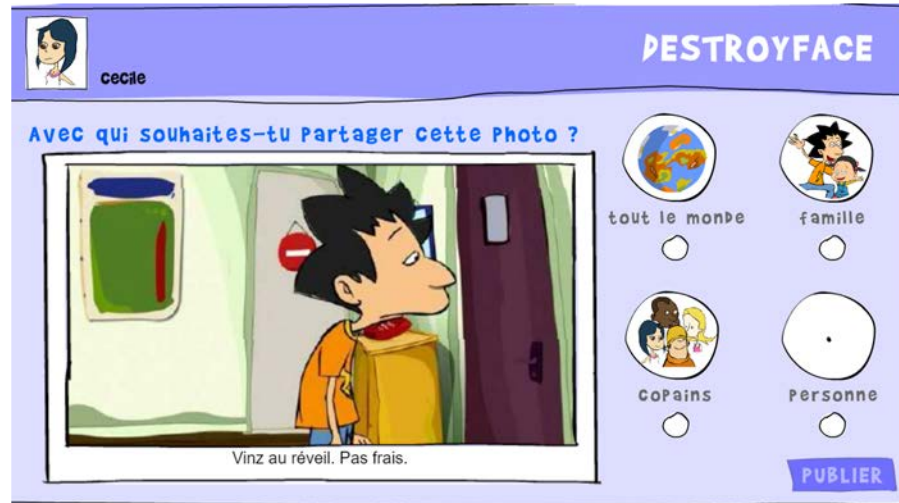 DESTROYFACE
Cecile
Avec qui souhaites-tu partager cette photo ?
tout le monde
famille
Vinz au réveil. Pas frais.
copains
personne
PUBLIER